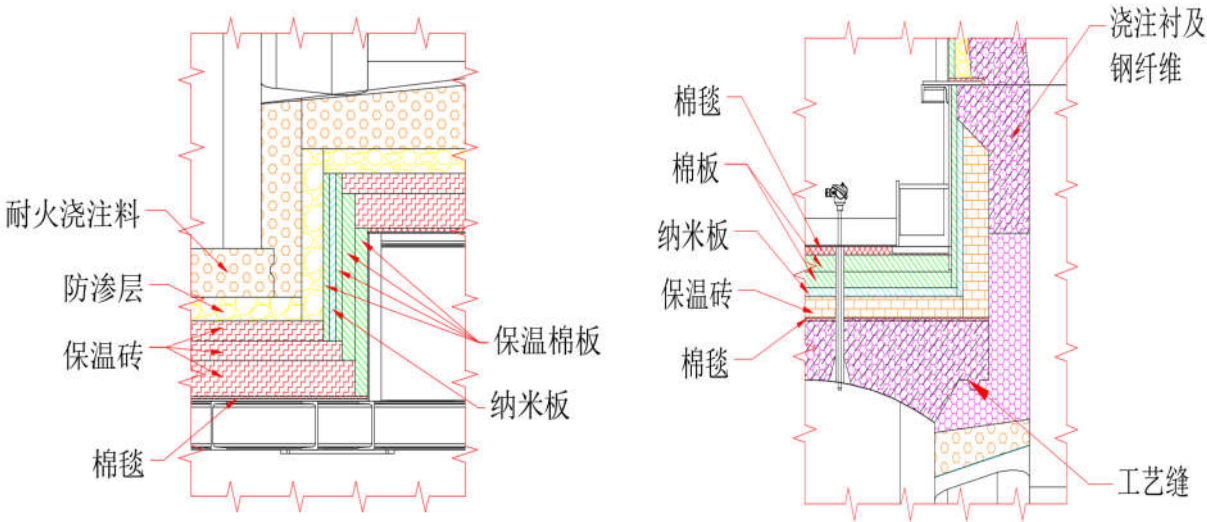 耐火浇注料
防渗层
保温砖
棉毯
保温棉板
纳米板
浇注衬及
钢纤维
棉毯
棉板
纳米板
保温砖
棉毯
工艺缝